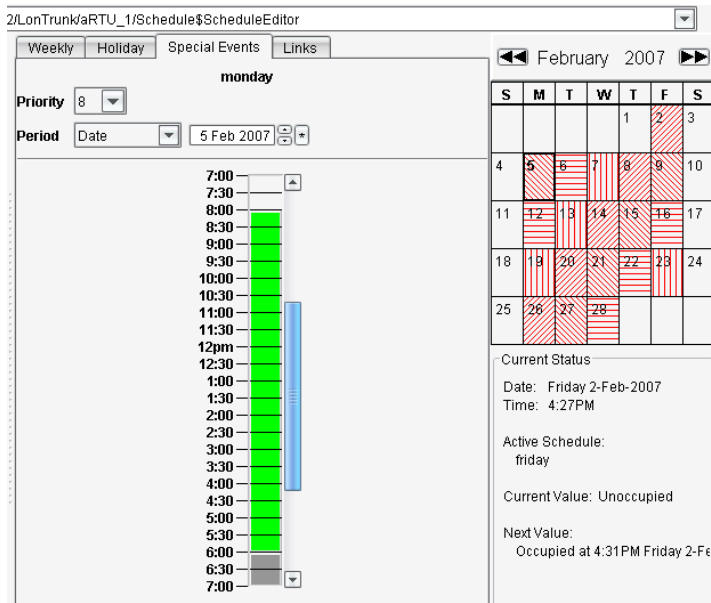 2/LonTrunk/aRTU_1/Schedule$ScheduleEditor
Weekly Holiday Special Events Links
monday
Priority 8
Period Date 5 Feb 2007 *
7:00
7:30
8:00
8:30
9:00
9:30
10:00
10:30
11:00
11:30
12pm
12:30
1:00
1:30
2:00
2:30
3:00
3:30
4:00
4:30
5:00
5:30
6:00
6:30
7:00
February 2007
S M T W T F S
1 2 3
4 5 6 7 8 9 10
11 12 13 14 15 16 17
18 19 20 21 22 23 24
25 26 27 28
Current Status
Date: Friday 2-Feb-2007
Time: 4:27PM
Active Schedule:
friday
Current Value: Unoccupied
Next Value:
Occupied at 4:31PM Friday 2-Fe